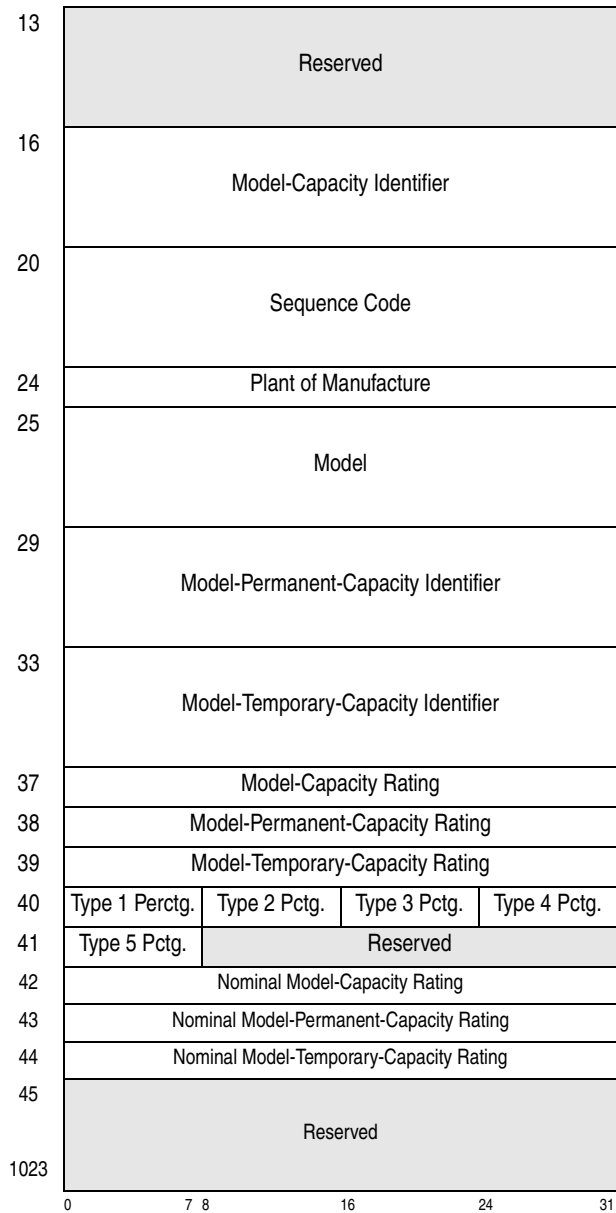 13 Reserved
16 Model-Capacity Identifier
20 Sequence Code
24 Plant of Manufacture
25 Model
29 Model-Permanent-Capacity Identifier
33 Model-Temporary-Capacity Identifier
37 Model-Capacity Rating
38 Model-Permanent-Capacity Rating
39 Model-Temporary-Capacity Rating
40 Type 1 Perctg. Type 2 Pctg. Type 3 Pctg. Type 4 Pctg.
41 Type 5 Pctg. Reserved
42 Nominal Model-Capacity Rating
43 Nominal Model-Permanent-Capacity Rating
44 Nominal Model-Temporary-Capacity Rating
45
Reserved
1023
0 7 8 16 24 31